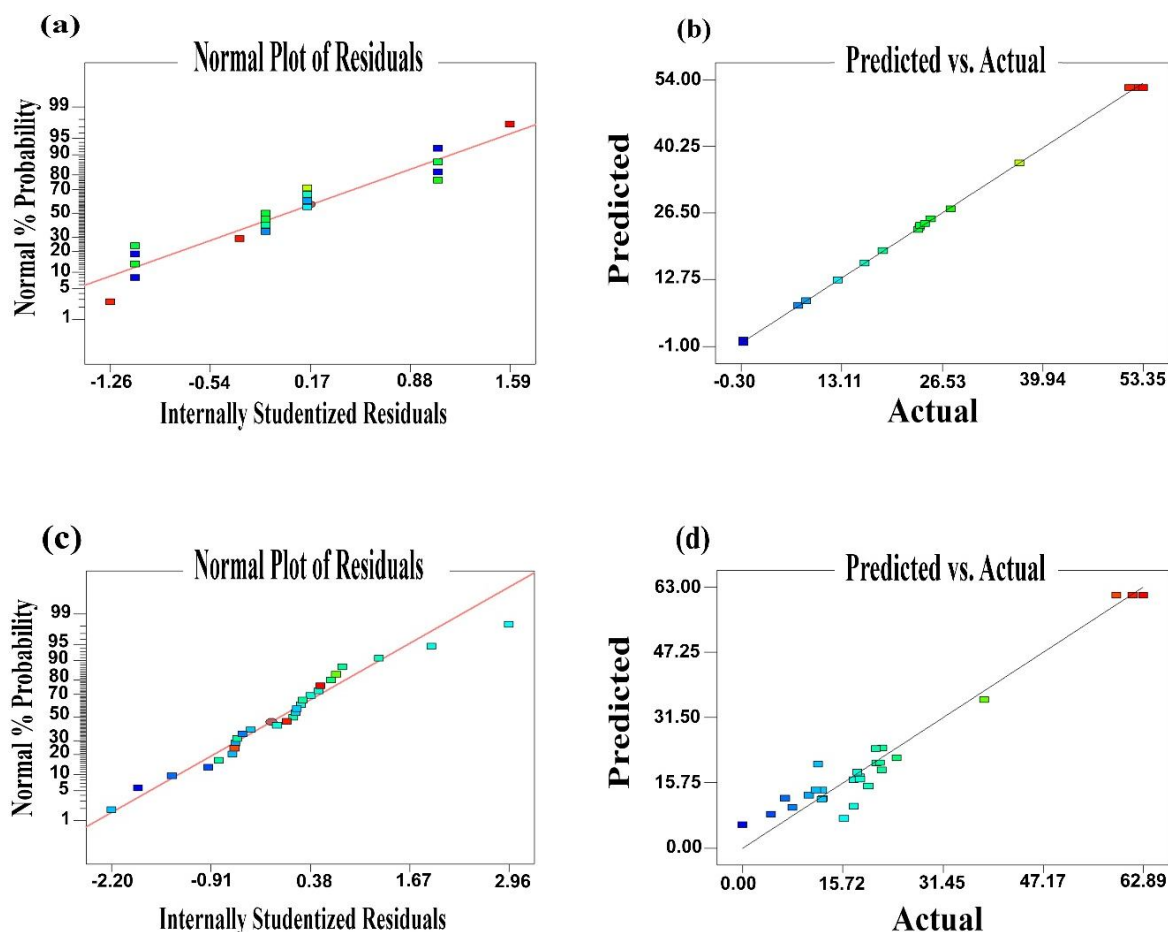 (a)
Normal Plot of Residuals
Normal % Probability
99
95
90
80
70
50
30
20
10
5
1
-1.26 -0.54 0.17 0.88 1.59
Internally Studentized Residuals
(b)
Predicted vs. Actual
Predicted
54.00
40.25
26.50
12.75
-1.00
-0.30 13.11 26.53 39.94 53.35
Actual
(c)
Normal Plot of Residuals
Normal % Probability
99
95
90
80
70
50
30
20
10
5
1
-2.20 -0.91 0.38 1.67 2.96
Internally Studentized Residuals
(d)
Predicted vs. Actual
Predicted
63.00
47.25
31.50
15.75
0.00
0.00 15.72 31.45 47.17 62.89
Actual